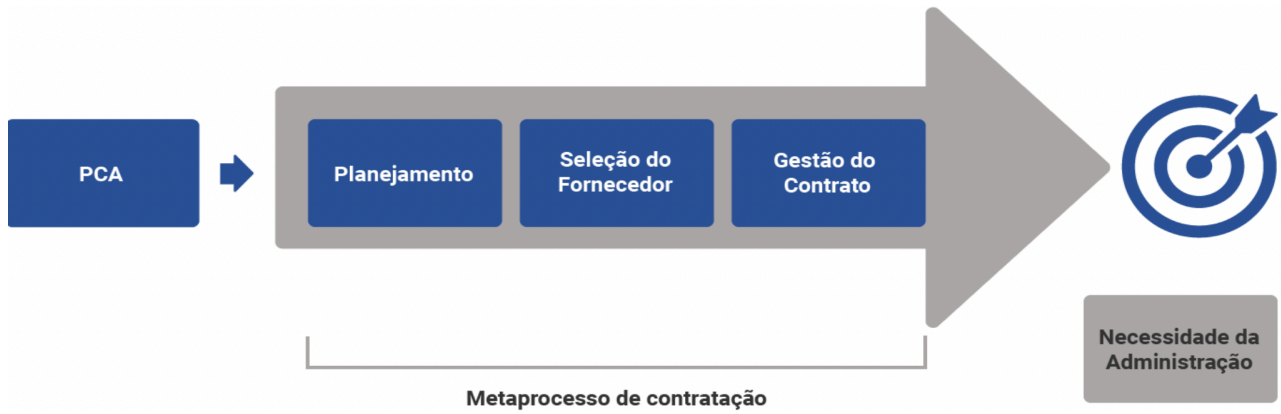 PCA
Planejamento
Seleção do
Fornecedor
Gestão do
Contrato
Necessidade da
Administração
Metaprocesso de contratação